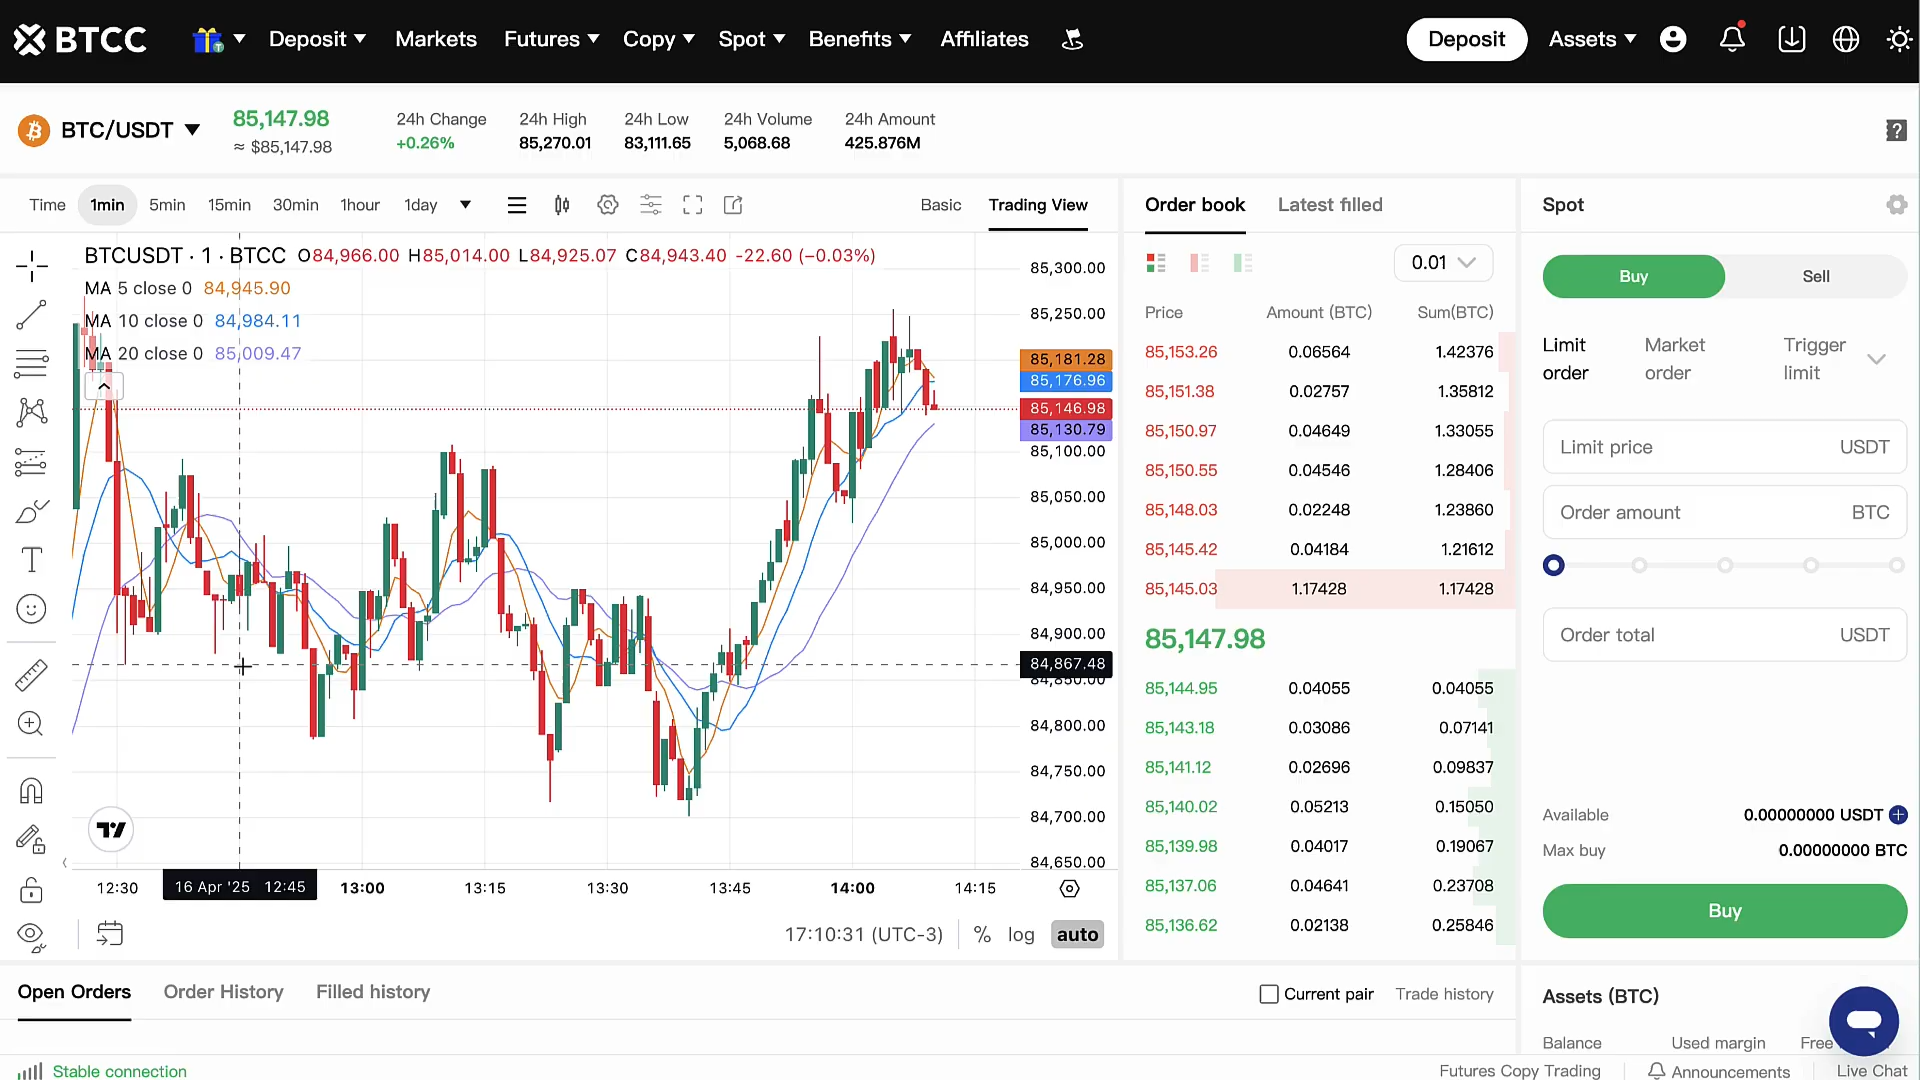 BTCC
Deposit
Markets
Futures
Copy
Spot
Benefits
Affiliates
Deposit
Assets
BTC/USDT
85,147.98
≈ $85,147.98
24h Change
+0.26%
24h High
85,270.01
24h Low
83,111.65
24h Volume
5,068.68
24h Amount
425.876M
Time 1min 5min 15min 30min 1hour 1day
Basic
Trading View
BTCUSDT · 1 · BTCC O84,966.00 H85,014.00 L84,925.07 C84,943.40 -22.60 (−0.03%)
MA 5 close 0 84,945.90
MA 10 close 0 84,984.11
MA 20 close 0 85,009.47
85,300.00
85,250.00
85,181.28
85,176.96
85,146.98
85,130.79
85,100.00
85,050.00
85,000.00
84,950.00
84,900.00
84,867.48
84,850.00
84,800.00
84,750.00
84,700.00
84,650.00
12:30
16 Apr '25 12:45
13:00
13:15
13:30
13:45
14:00
14:15
17:10:31 (UTC-3)
%
log
auto
Order book
Latest filled
0.01
Price Amount (BTC) Sum(BTC)
85,153.26 0.06564 1.42376
85,151.38 0.02757 1.35812
85,150.97 0.04649 1.33055
85,150.55 0.04546 1.28406
85,148.03 0.02248 1.23860
85,145.42 0.04184 1.21612
85,145.03 1.17428 1.17428
85,147.98
85,144.95 0.04055 0.04055
85,143.18 0.03086 0.07141
85,141.12 0.02696 0.09837
85,140.02 0.05213 0.15050
85,139.98 0.04017 0.19067
85,137.06 0.04641 0.23708
85,136.62 0.02138 0.25846
Spot
Buy
Sell
Limit
order
Market
order
Trigger
limit
Limit price USDT
Order amount BTC
Order total USDT
Available 0.00000000 USDT
Max buy 0.00000000 BTC
Buy
Open Orders
Order History
Filled history
Current pair
Trade history
Assets (BTC)
Balance
Used margin
Free
Stable connection
Futures Copy Trading
Announcements
Live Chat